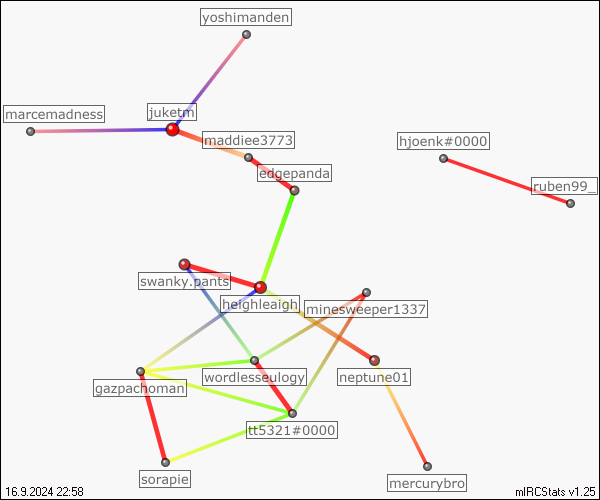 yoshimanden
marcemadness
juketm
maddiee3773
hjoenk#0000
edgepanda
ruben99_
swanky.pants
heighleaigh
minesweeper1337
gazpachoman
wordlesseulogy
neptune01
tt5321#0000
sorapie
mercurybro
16.9.2024 22:58
mIRCStats v1.25